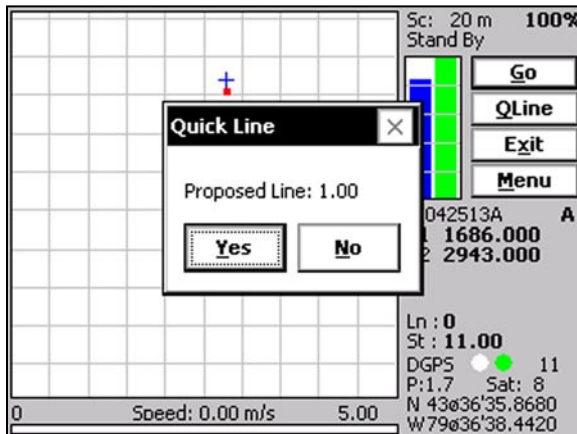 Sc: 20 m 100%
Stand By
Go
QLine
Exit
Menu
Quick Line
Proposed Line: 1.00
Yes No
042513A A
1 1686.000
2 2943.000
Ln : 0
St : 11.00
DGPS 11
P:1.7 Sat: 8
N 43ø36'35.8680
W79ø36'38.4420
0 Speed: 0.00 m/s 5.00